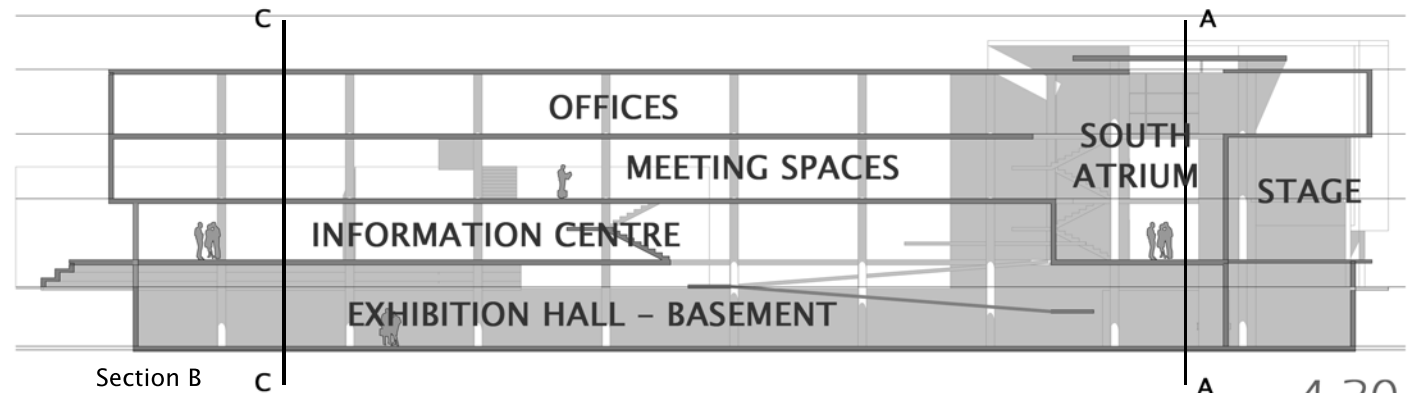 C
A
OFFICES
SOUTH
ATRIUM
MEETING SPACES
STAGE
INFORMATION CENTRE
EXHIBITION HALL – BASEMENT
Section B
C
A